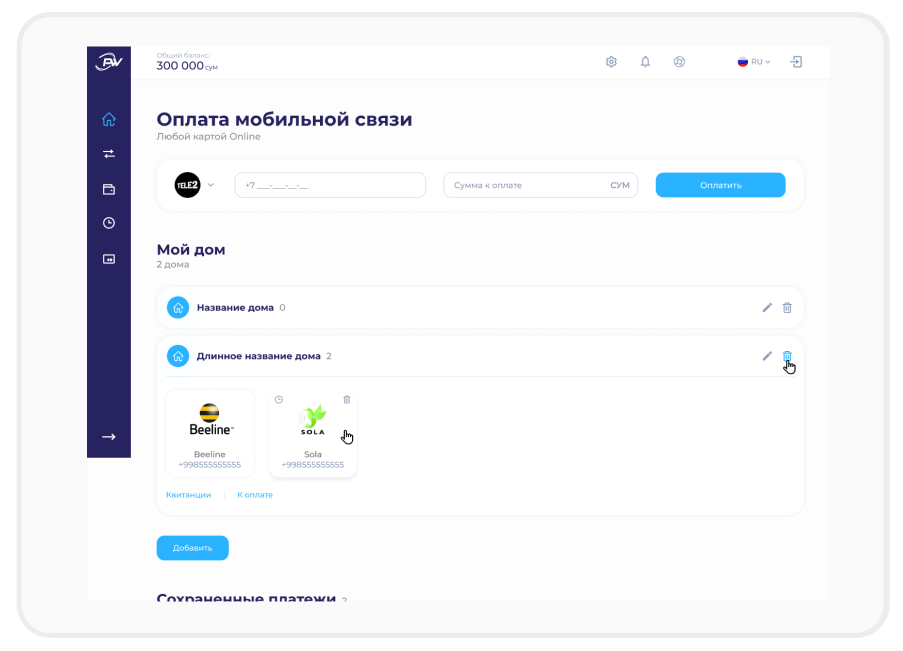 PW
Общий баланс:
300 000 сум
RU
Оплата мобильной связи
Любой картой Online
TELE2
+7 ___-___-__-__
Сумма к оплате
СУМ
Оплатить
Мой дом
2 дома
Название дома 0
Длинное название дома 2
Beeline™
SOLA
Beeline
Sola
+998555555555
+998555555555
Квитанции
К оплате
Добавить
Сохраненные платежи 2